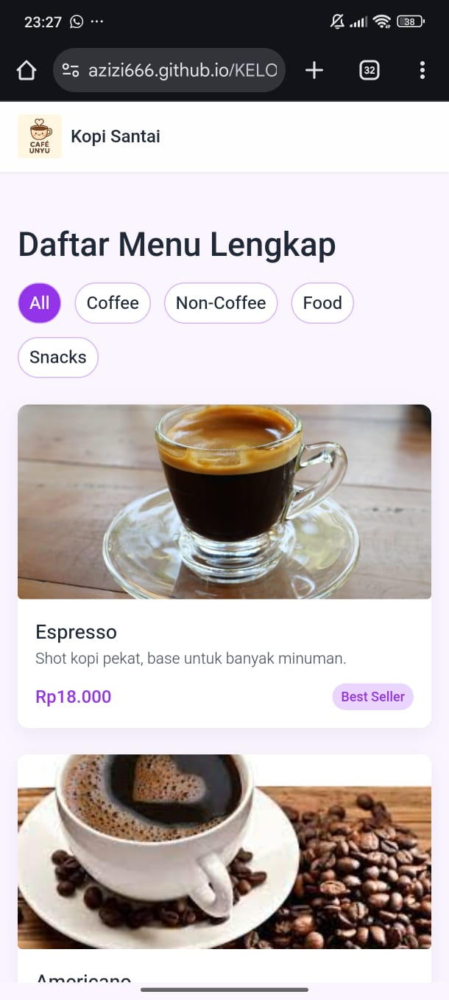 23:27
38
azizi666.github.io/KELO
32
CAFÉ
UNYU
Kopi Santai
Daftar Menu Lengkap
All
Coffee
Non-Coffee
Food
Snacks
Espresso
Shot kopi pekat, base untuk banyak minuman.
Rp18.000
Best Seller
Americano